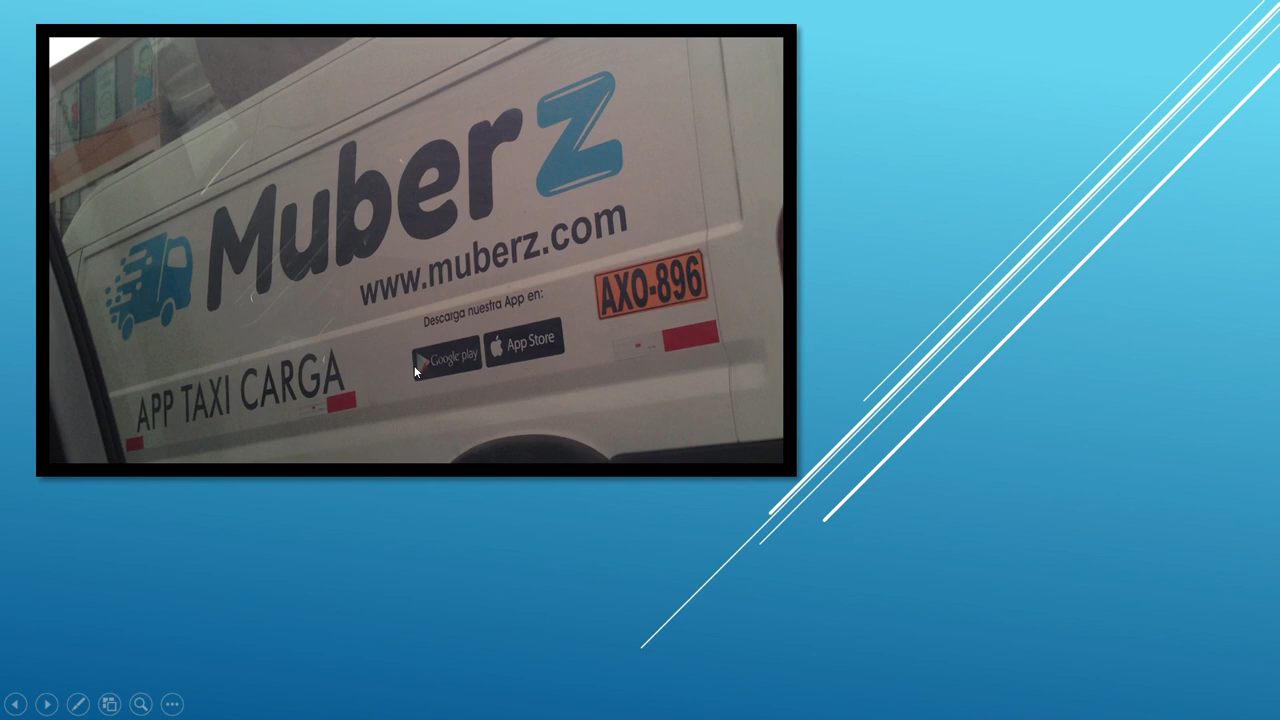 Muberz
www.muberz.com
AXO-896
Descarga nuestra App en:
Google play
App Store
APP TAXI CARGA